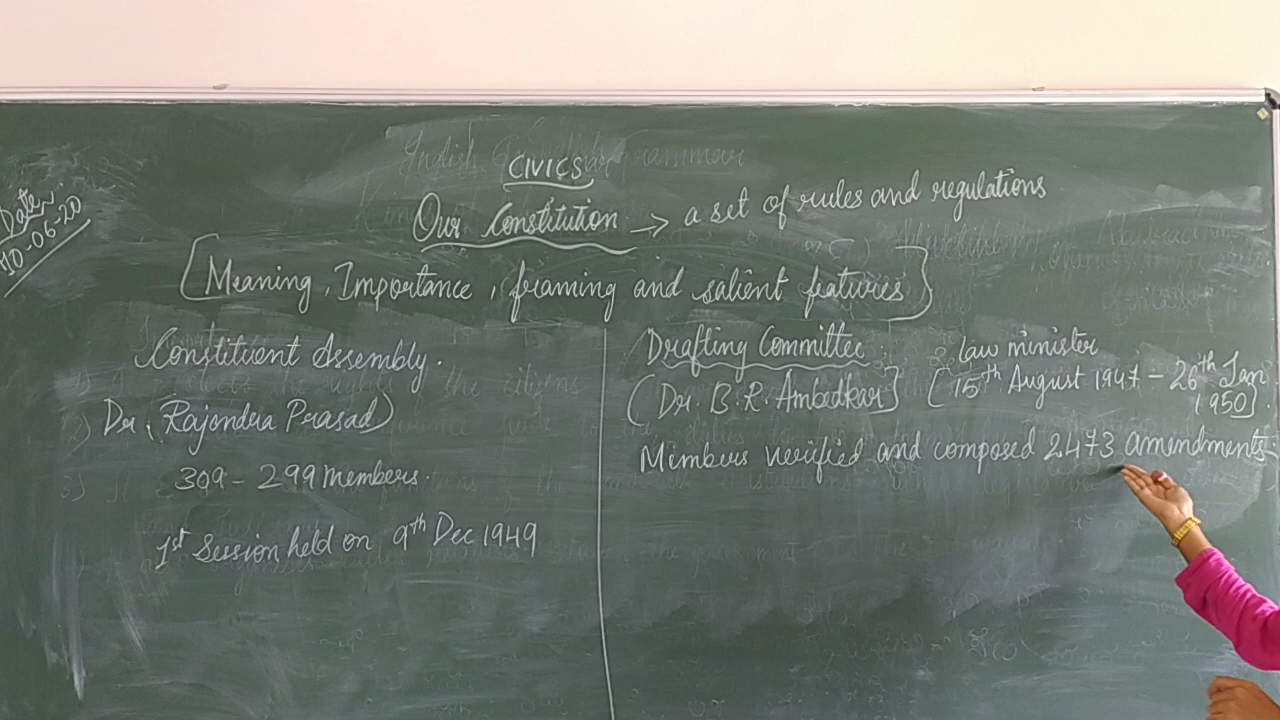 Date
10-06-20
CIVICS
Our Constitution → a set of rules and regulations
[Meaning, Importance, framing and salient features]
Constituent Assembly.
Dr. (Rajendra Prasad)
309 - 299 members.
1st Session held on 9th Dec 1949
Drafting Committee
(Dr. B. R. Ambedkar]
law minister
[15th August 1947 - 26th Jan
1950].
Members verified and composed 2473 amendments